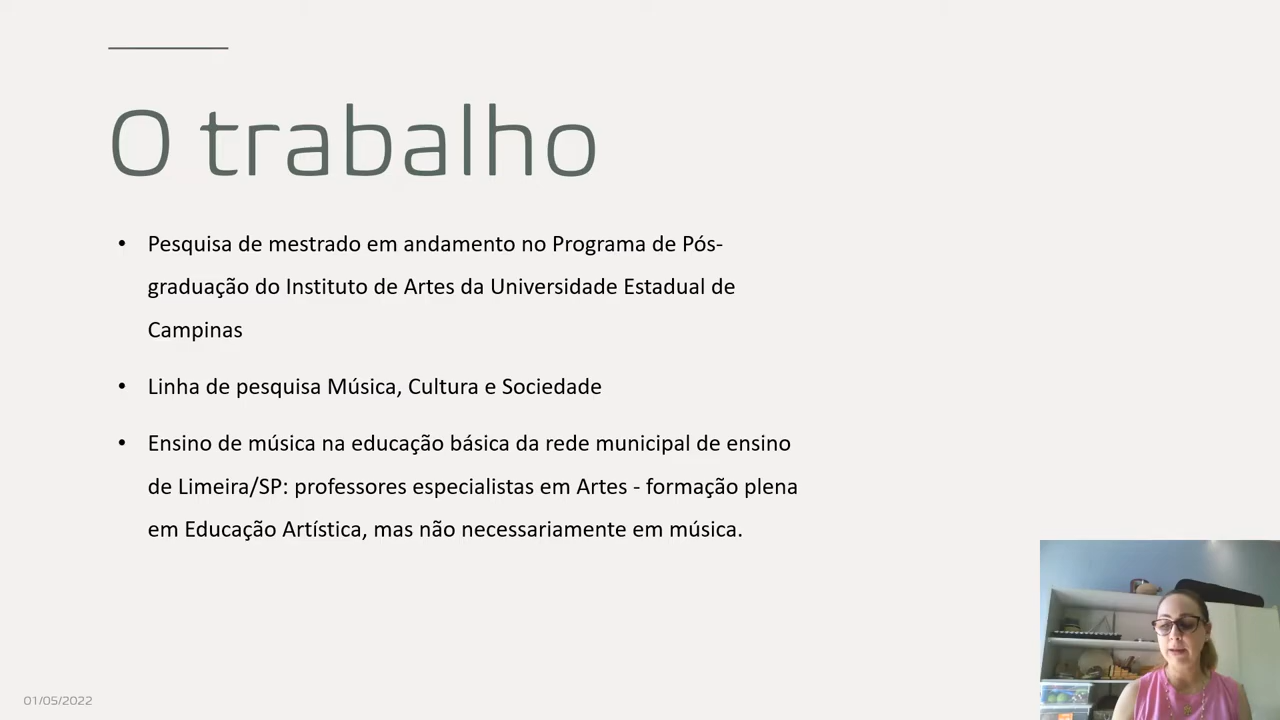 O trabalho
• Pesquisa de mestrado em andamento no Programa de Pós-
graduação do Instituto de Artes da Universidade Estadual de
Campinas
• Linha de pesquisa Música, Cultura e Sociedade
• Ensino de música na educação básica da rede municipal de ensino
de Limeira/SP: professores especialistas em Artes - formação plena
em Educação Artística, mas não necessariamente em música.
01/05/2022